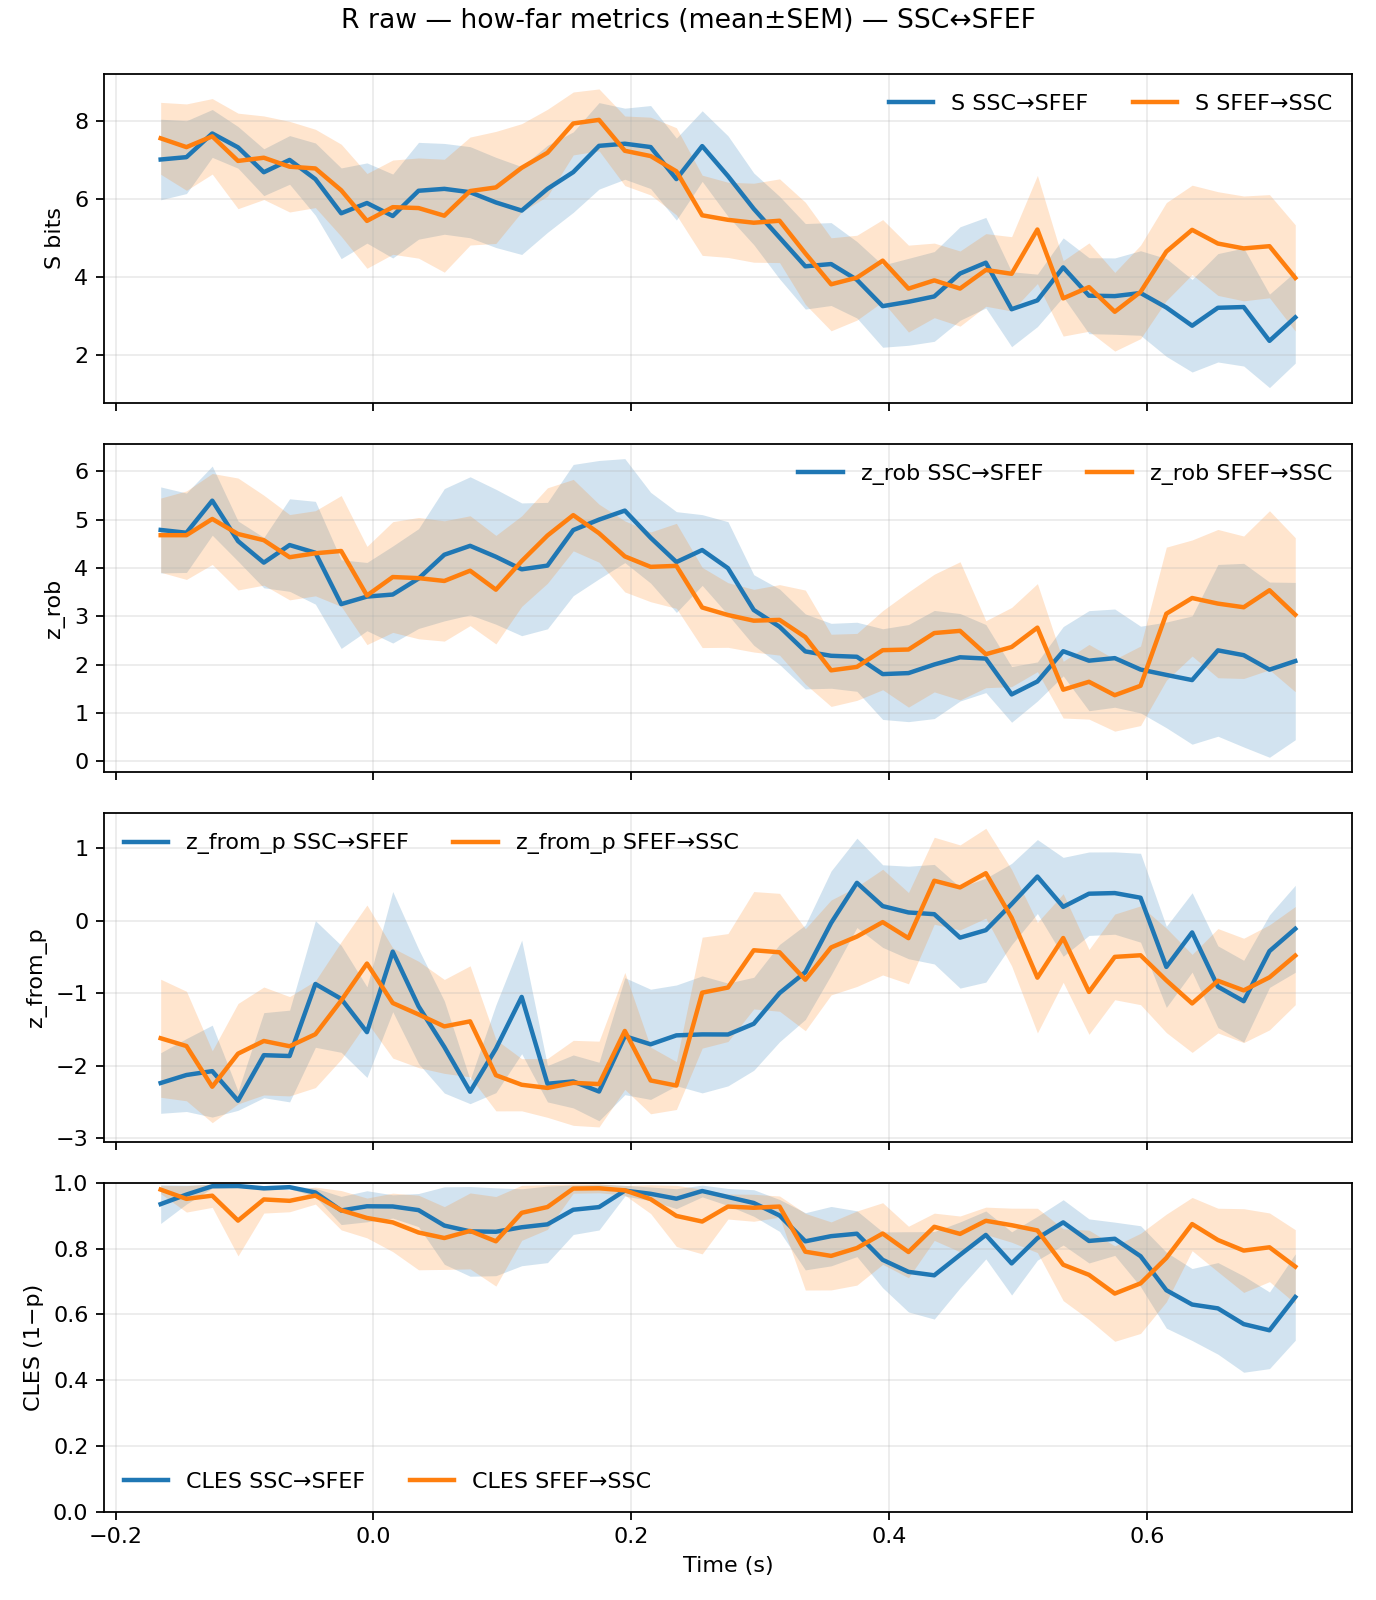 R raw — how-far metrics (mean±SEM) — SSC↔SFEF
S SSC→SFEF S SFEF→SSC
8
6
4
2
S bits
z_rob SSC→SFEF z_rob SFEF→SSC
6
5
4
3
2
1
0
z_rob
z_from_p SSC→SFEF z_from_p SFEF→SSC
1
0
−1
−2
−3
z_from_p
1.0
0.8
0.6
0.4
0.2
0.0
CLES (1−p)
CLES SSC→SFEF CLES SFEF→SSC
−0.2 0.0 0.2 0.4 0.6
Time (s)